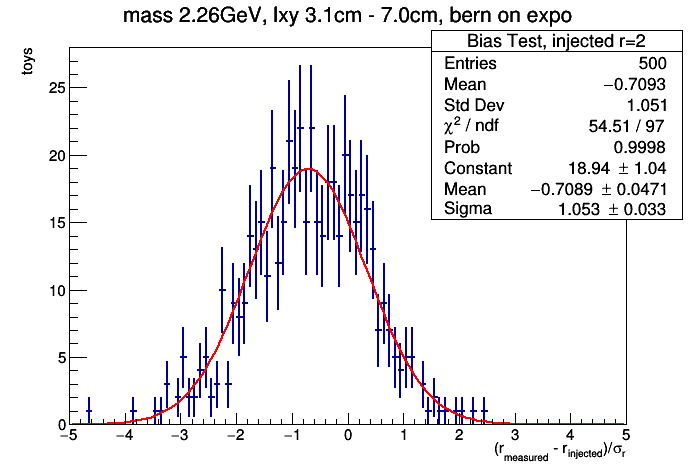 mass 2.26GeV, lxy 3.1cm - 7.0cm, bern on expo
Bias Test, injected r=2
Entries 500
Mean −0.7093
Std Dev 1.051
χ² / ndf 54.51 / 97
Prob 0.9998
Constant 18.94 ± 1.04
Mean −0.7089 ± 0.0471
Sigma 1.053 ± 0.033
toys
25
20
15
10
5
0
−5 −4 −3 −2 −1 0 1 2 3 4 5
(r_measured - r_injected)/σ_r